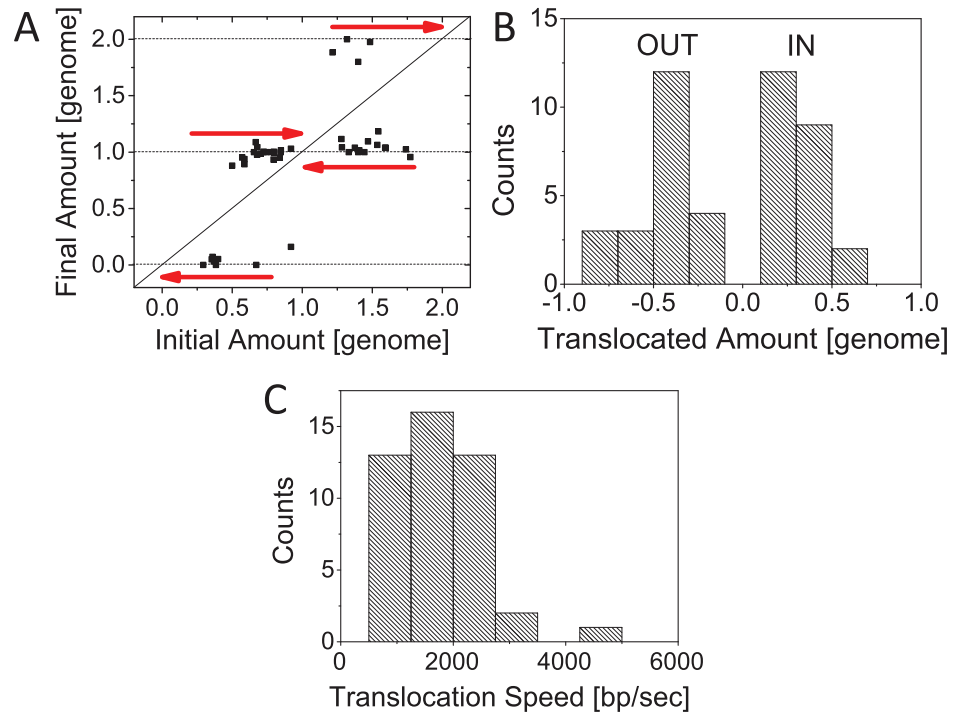 A
Final Amount [genome]
2.0
1.5
1.0
0.5
0.0
0.0 0.5 1.0 1.5 2.0
Initial Amount [genome]
B
Counts
15
10
5
0
OUT IN
-1.0 -0.5 0.0 0.5 1.0
Translocated Amount [genome]
C
Counts
15
10
5
0
0 2000 4000 6000
Translocation Speed [bp/sec]